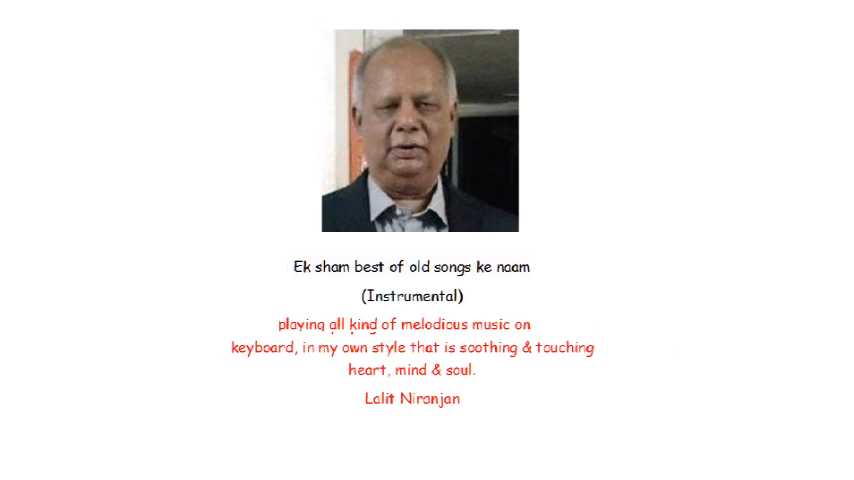 Ek sham best of old songs ke naam
(Instrumental)
playing all kind of melodious music on
keyboard, in my own style that is soothing & touching
heart, mind & soul.
Lalit Niranjan